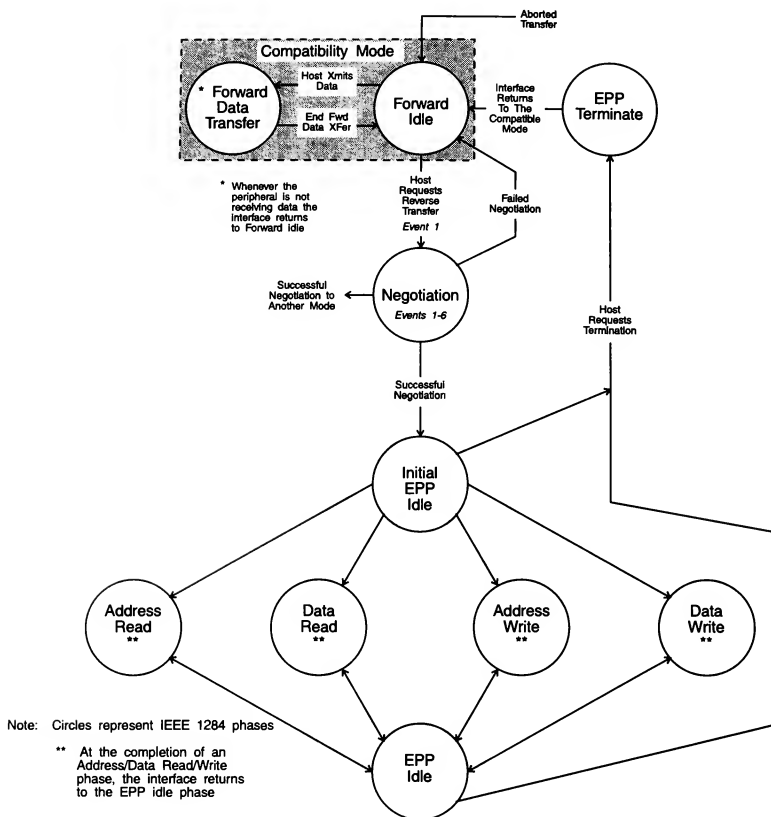 Aborted
Transfer
Compatibility Mode
* Forward
Data
Transfer
Host Xmits
Data
End Fwd
Data XFer
Forward
Idle
Interface
Returns
To The
Compatible
Mode
EPP
Terminate
* Whenever the
peripheral is not
receiving data the
interface returns
to Forward idle
Host
Requests
Reverse
Transfer
Event 1
Failed
Negotiation
Successful
Negotiation to
Another Mode
Negotiation
Events 1-6
Host
Requests
Termination
Successful
Negotiation
Initial
EPP
Idle
Address
Read
**
Data
Read
**
Address
Write
**
Data
Write
**
Note: Circles represent IEEE 1284 phases
** At the completion of an
Address/Data Read/Write
phase, the interface returns
to the EPP idle phase
EPP
Idle